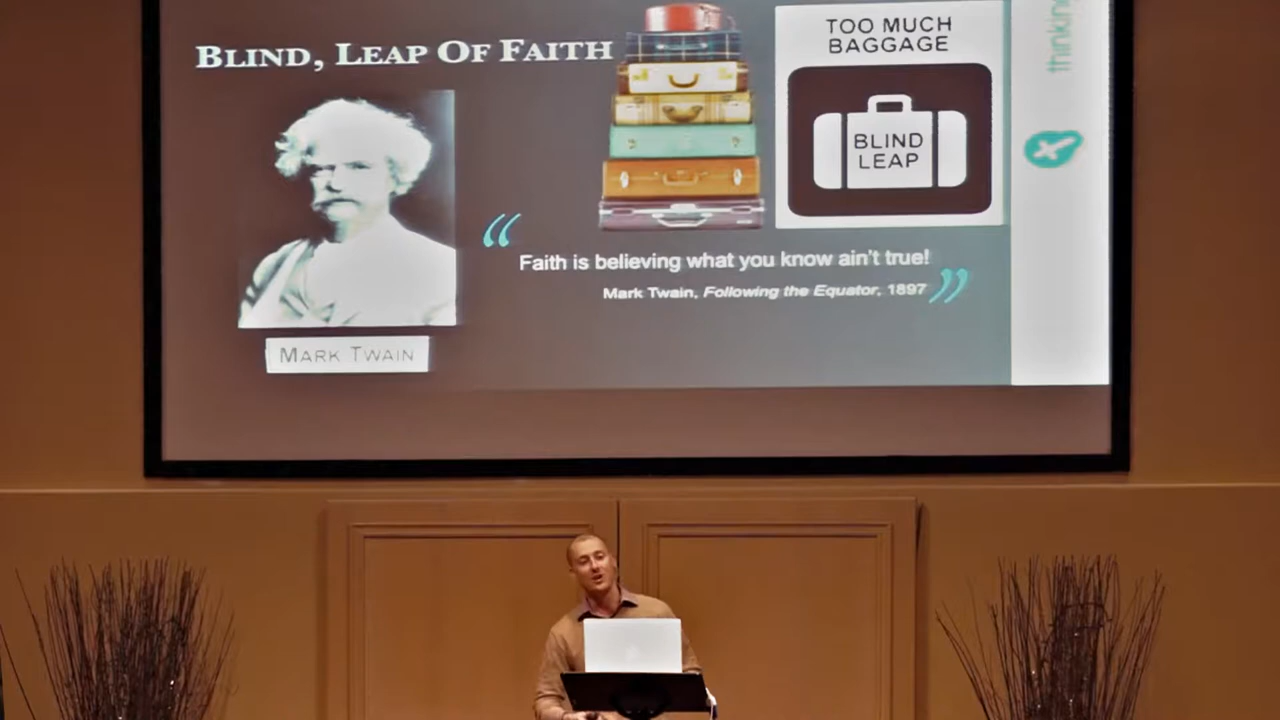 BLIND, LEAP OF FAITH
TOO MUCH
BAGGAGE
BLIND
LEAP
thinking
“ Faith is believing what you know ain't true!
Mark Twain, Following the Equator, 1897 ”
MARK TWAIN